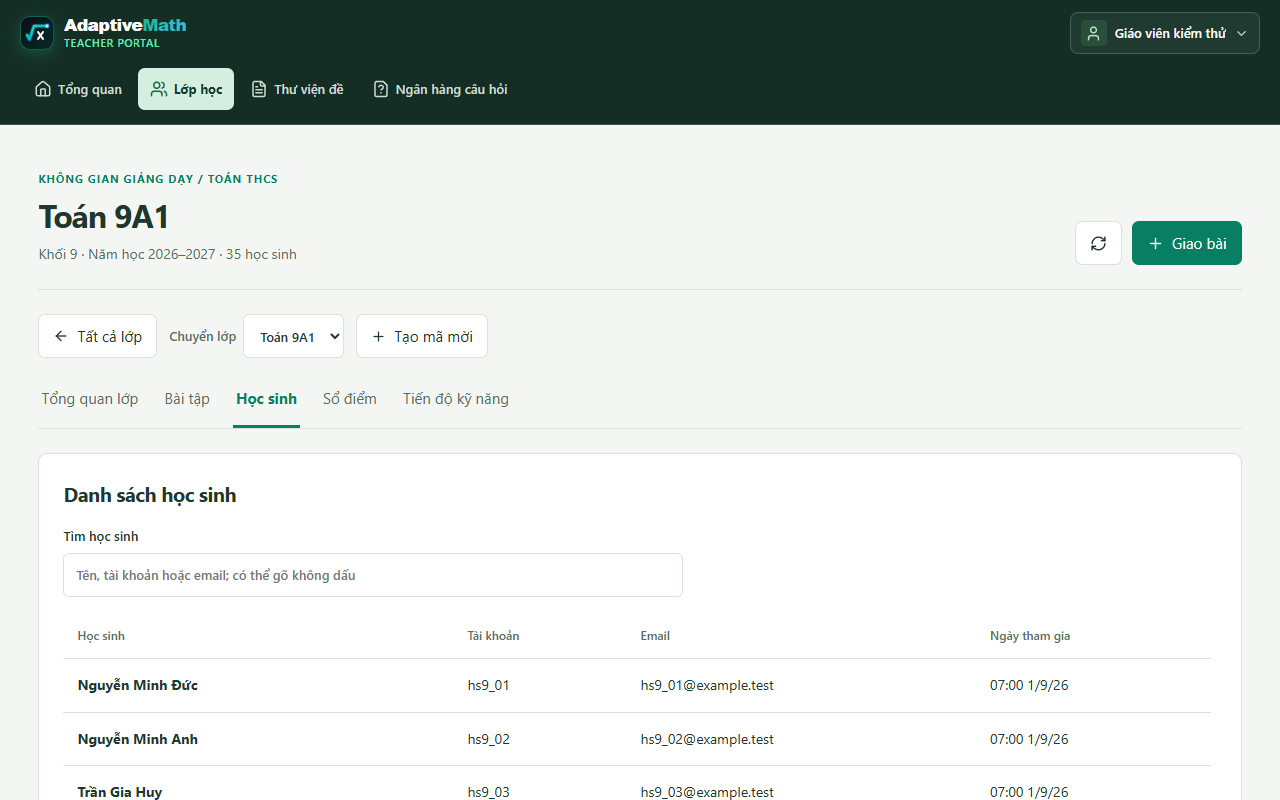 AdaptiveMath
TEACHER PORTAL
Giáo viên kiểm thử
Tổng quan
Lớp học
Thư viện đề
Ngân hàng câu hỏi
KHÔNG GIAN GIẢNG DẠY / TOÁN THCS
Toán 9A1
Khối 9 · Năm học 2026–2027 · 35 học sinh
+ Giao bài
← Tất cả lớp
Chuyển lớp
Toán 9A1
+ Tạo mã mời
Tổng quan lớp
Bài tập
Học sinh
Sổ điểm
Tiến độ kỹ năng
Danh sách học sinh
Tìm học sinh
Tên, tài khoản hoặc email; có thể gõ không dấu
Học sinh Tài khoản Email Ngày tham gia
Nguyễn Minh Đức hs9_01 hs9_01@example.test 07:00 1/9/26
Nguyễn Minh Anh hs9_02 hs9_02@example.test 07:00 1/9/26
Trần Gia Huy hs9_03 hs9_03@example.test 07:00 1/9/26